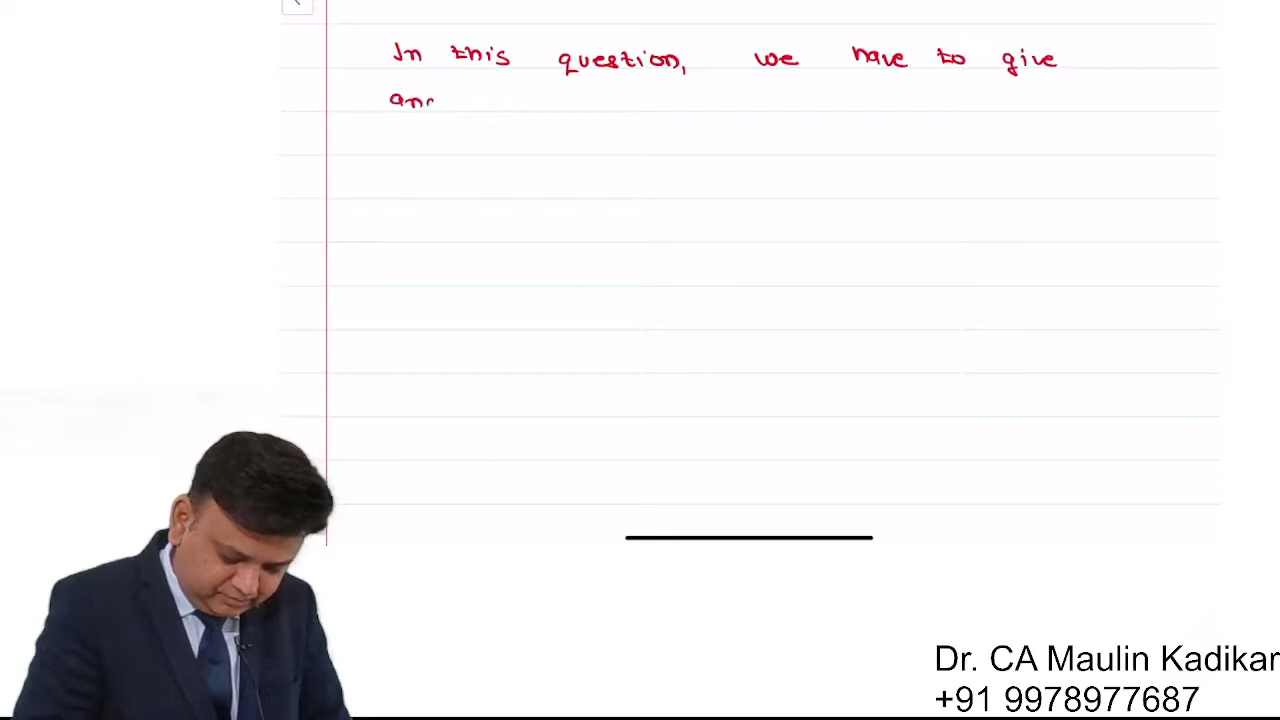 In this question, we have to give
Dr. CA Maulin Kadikar
+91 9978977687